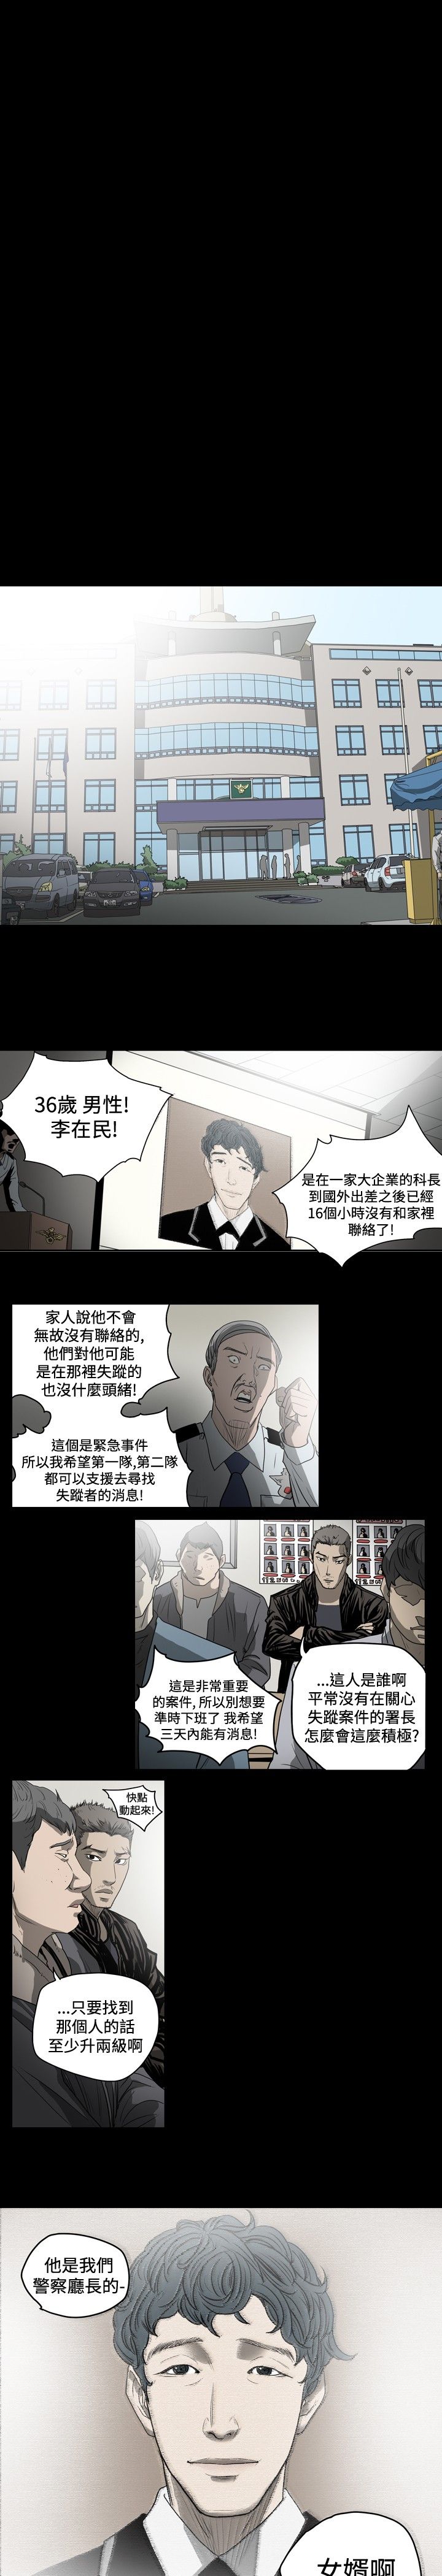 36歲 男性!
李在民!
是在一家大企業的科長
到國外出差之後已經
16個小時沒有和家裡
聯絡了!
家人說他不會
無故沒有聯絡的,
他們對他可能
是在那裡失蹤的
也沒什麼頭緒!
這個是緊急事件
所以我希望第一隊,第二隊
都可以支援去尋找
失蹤者的消息!
這是非常重要
的案件, 所以別想要
準時下班了 我希望
三天內能有消息!
...這人是誰啊
平常沒有在關心
失蹤案件的署長
怎麼會這麼積極?
快點
動起來!
...只要找到
那個人的話
至少升兩級啊
他是我們
警察廳長的-
女婿啊